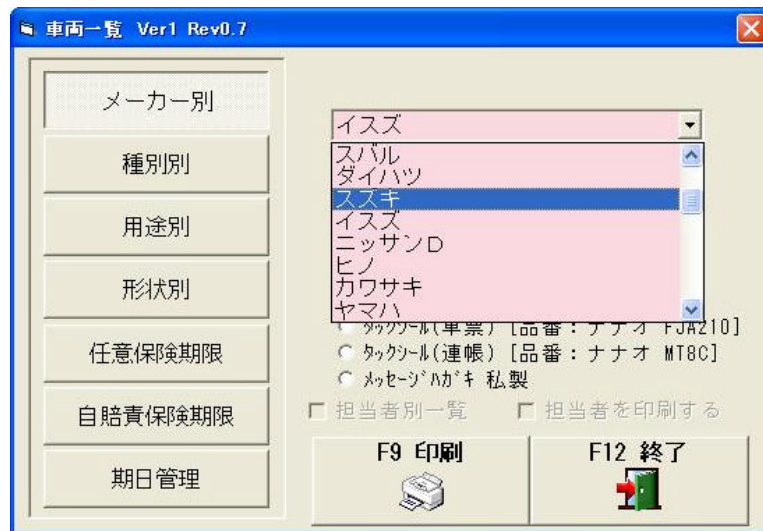 車両一覧 Ver1 Rev0.7
メーカー別
種別別
用途別
形状別
任意保険期限
自賠責保険期限
期日管理
イスズ
スバル
ダイハツ
スズキ
イスズ
ニッサンD
ヒノ
カワサキ
ヤマハ
タックシール(単票) [品番:ナナオ FJA210]
タックシール(連帳) [品番:ナナオ MT8C]
メッセージハガキ 私製
担当者別一覧
担当者を印刷する
F9 印刷
F12 終了